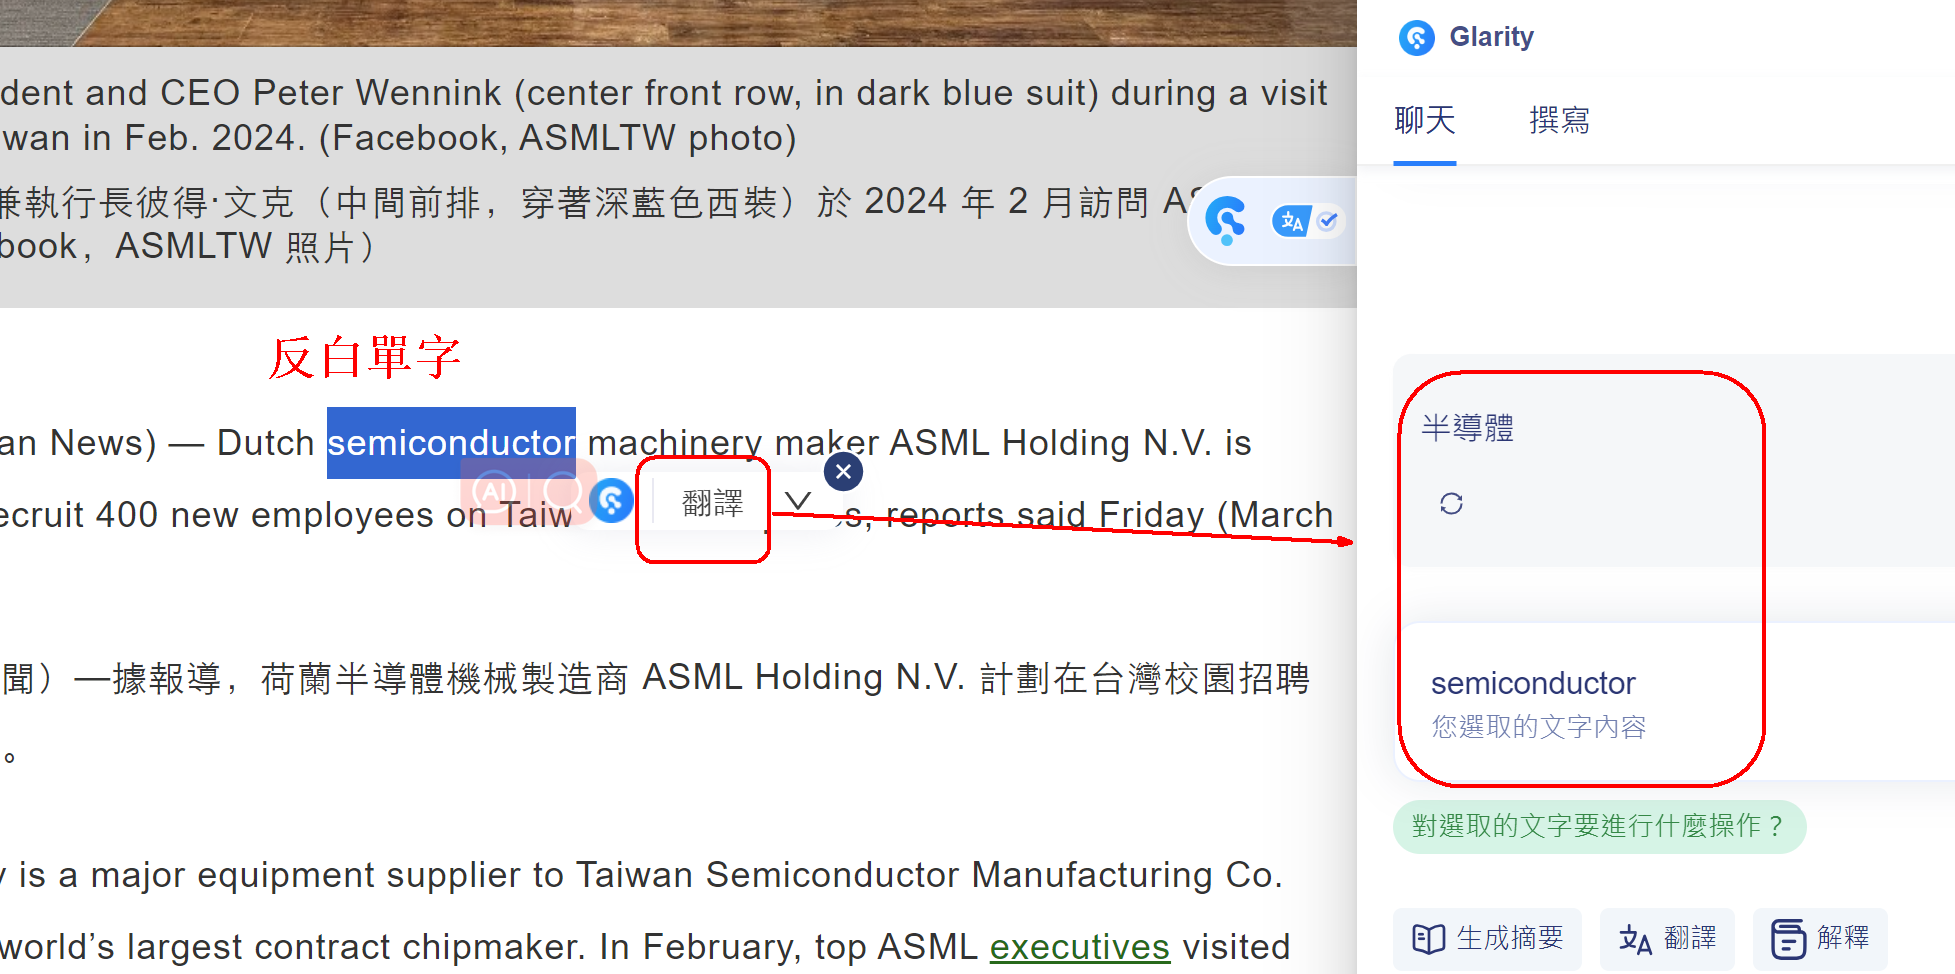 dent and CEO Peter Wennink (center front row, in dark blue suit) during a visit
wan in Feb. 2024. (Facebook, ASMLTW photo)
兼執行長彼得·文克（中間前排，穿著深藍色西裝）於 2024 年 2 月訪問 AS
book，ASMLTW 照片）
反白單字
an News) — Dutch semiconductor machinery maker ASML Holding N.V. is
AI
翻譯
ecruit 400 new employees on Taiw s, reports said Friday (March
聞）—據報導，荷蘭半導體機械製造商 ASML Holding N.V. 計劃在台灣校園招聘
。
y is a major equipment supplier to Taiwan Semiconductor Manufacturing Co.
world’s largest contract chipmaker. In February, top ASML executives visited
Glarity
聊天 撰寫
半導體
semiconductor
您選取的文字內容
對選取的文字要進行什麼操作？
生成摘要 翻譯 解釋